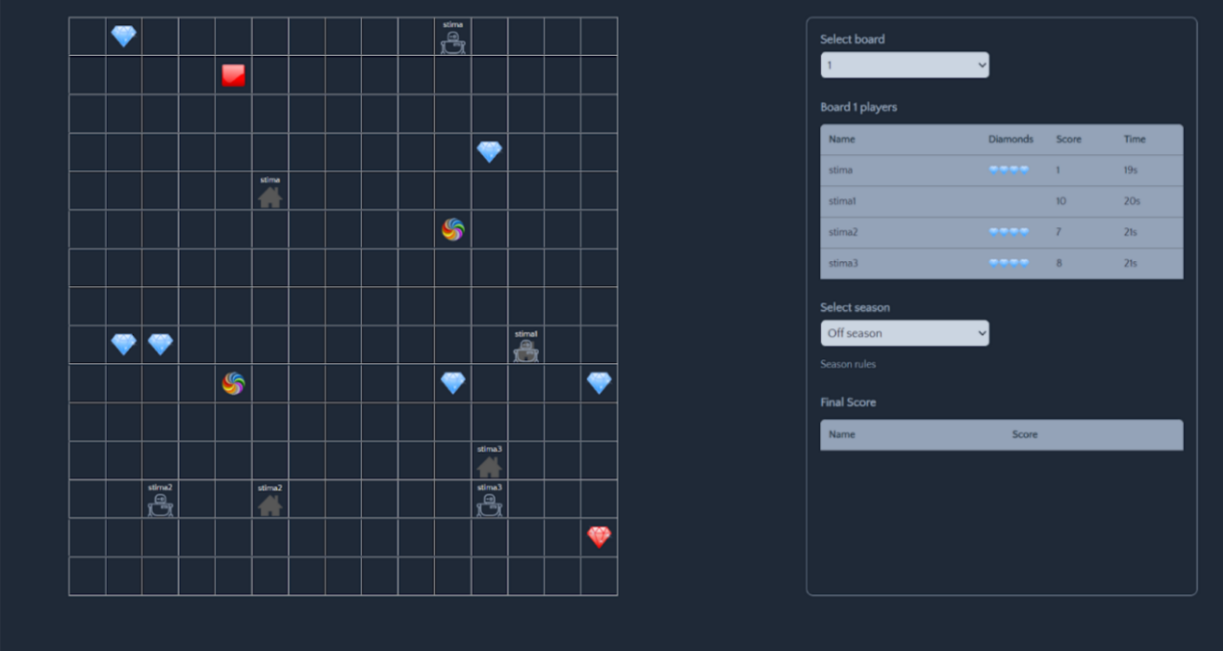 stima
stima
stima1
stima3
stima2
stima2
stima3
Select board
1
Board 1 players
Name Diamonds Score Time
stima 1 19s
stima1 10 20s
stima2 7 21s
stima3 8 21s
Select season
Off season
Season rules
Final Score
Name Score